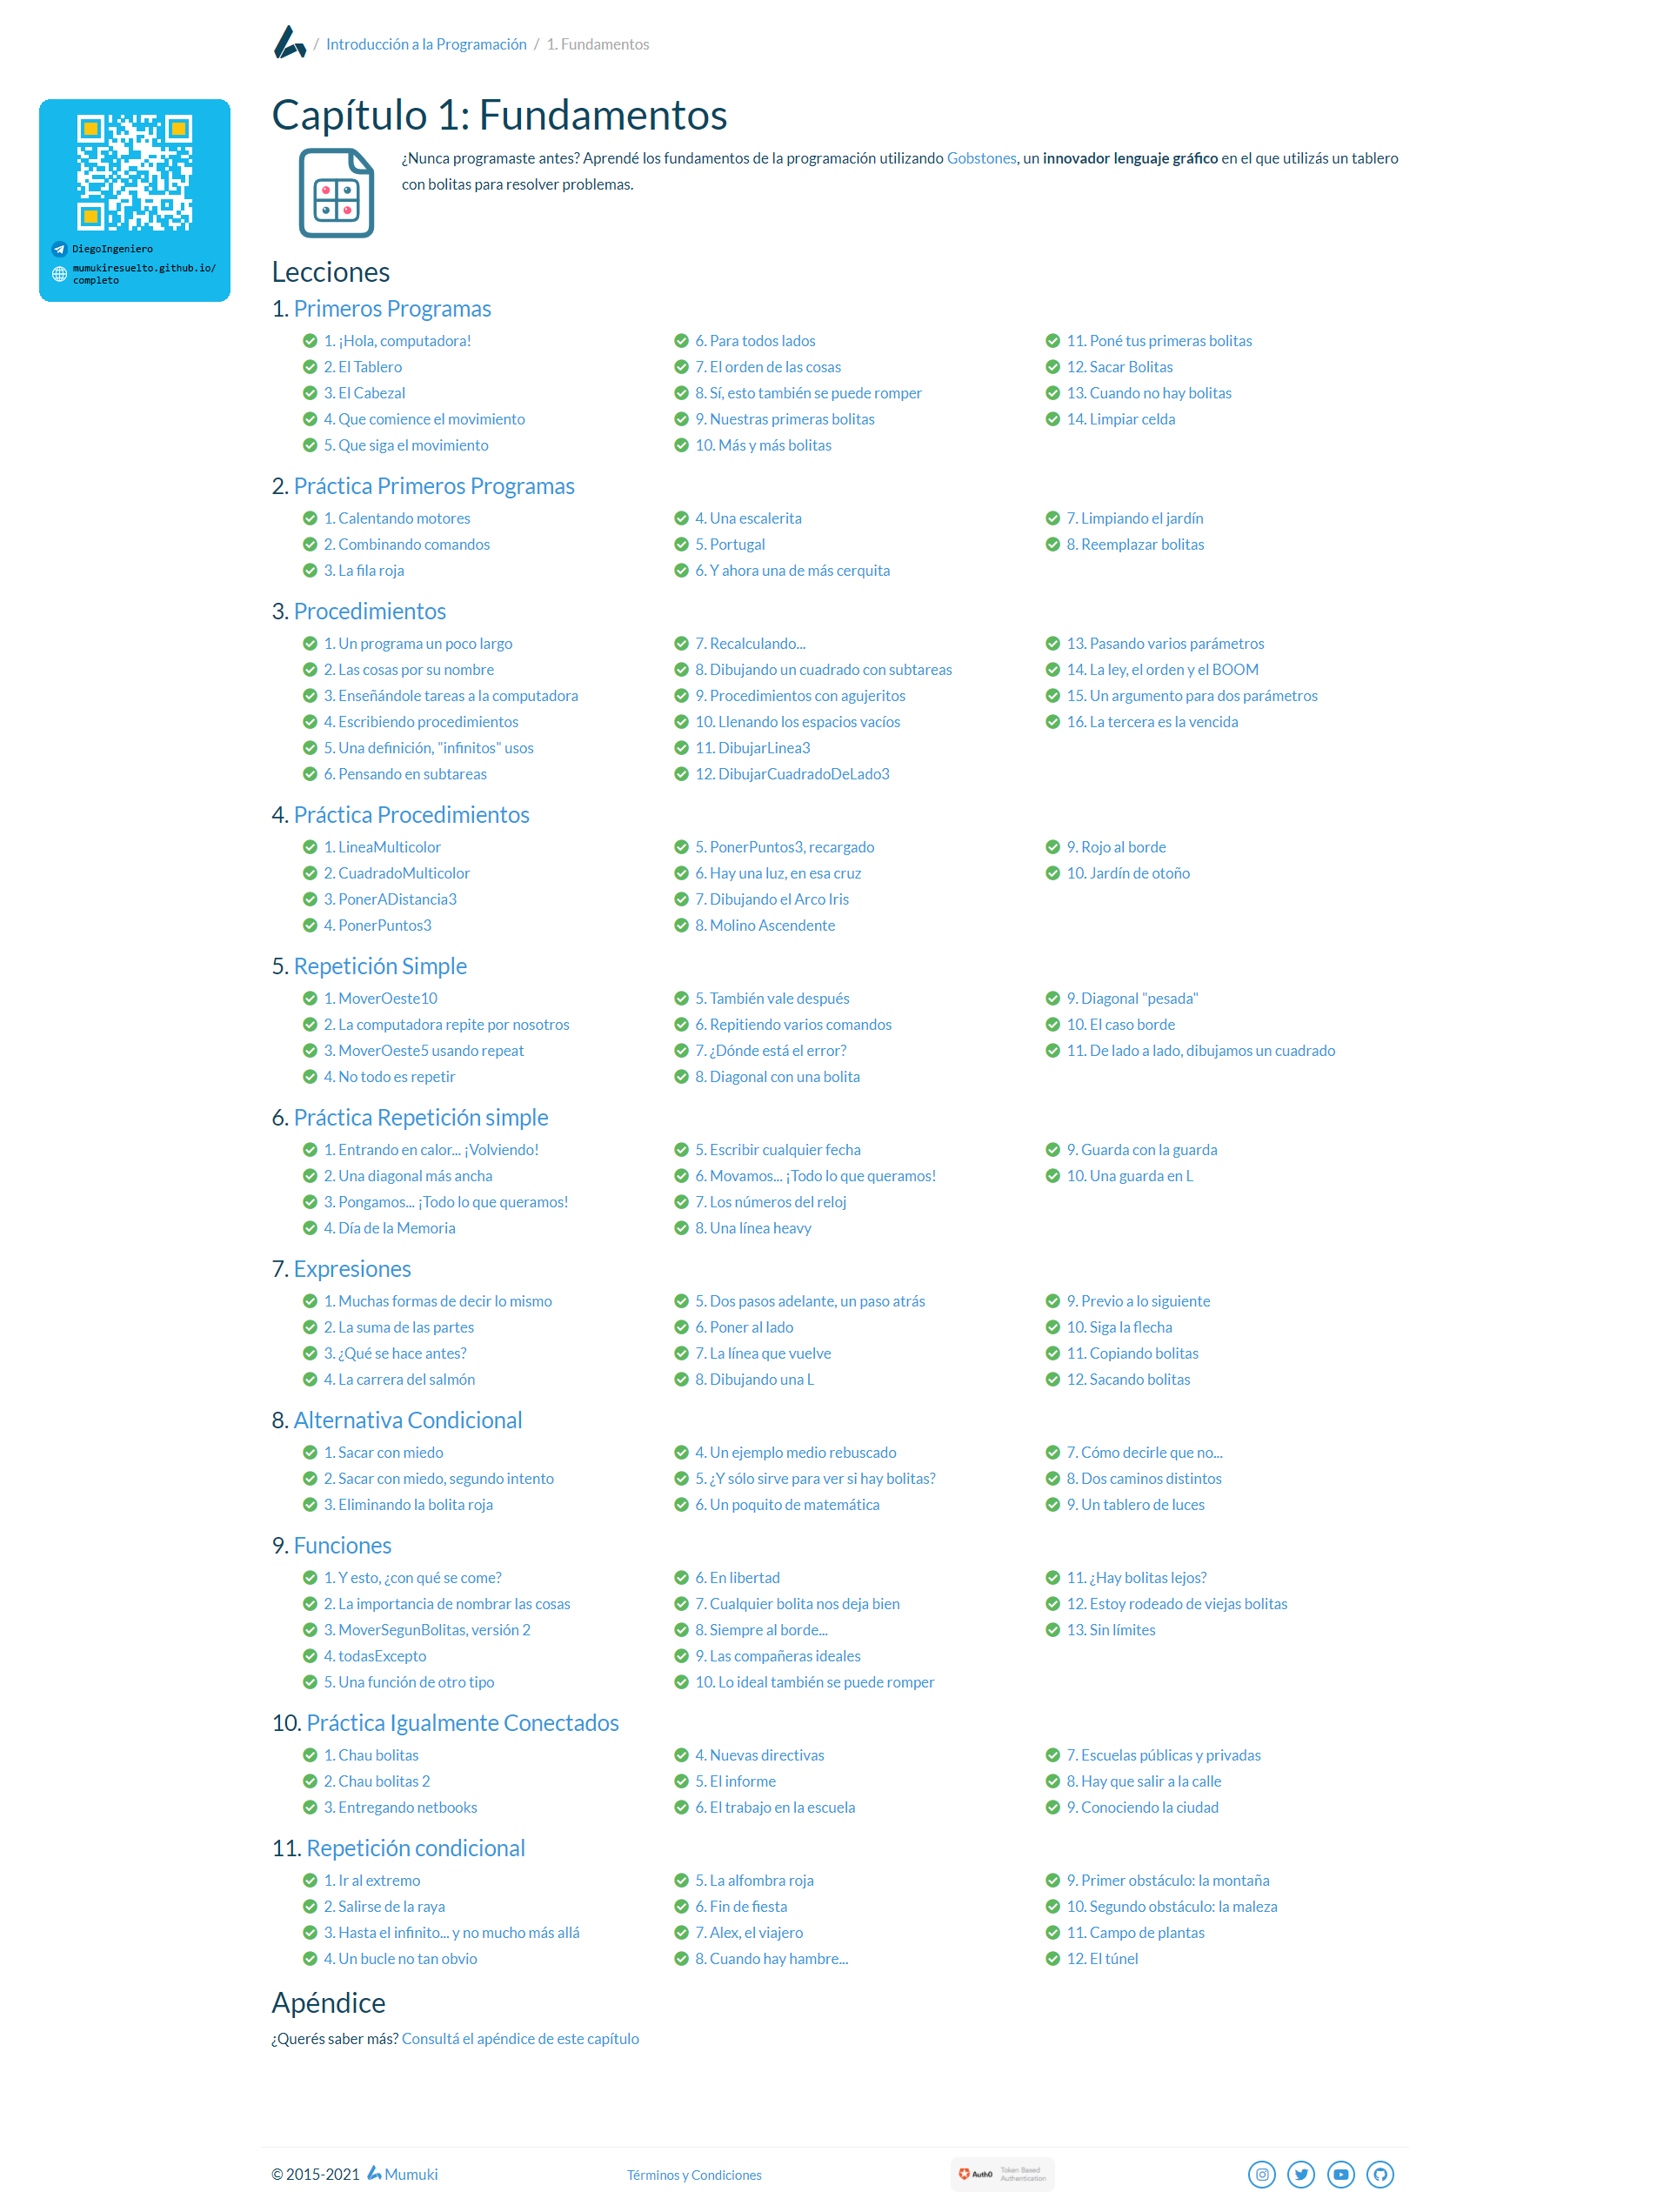 / Introducción a la Programación / 1. Fundamentos
DiegoIngeniero
mumukiresuelto.github.io/
completo
Capítulo 1: Fundamentos
¿Nunca programaste antes? Aprendé los fundamentos de la programación utilizando Gobstones, un innovador lenguaje gráfico en el que utilizás un tablero
con bolitas para resolver problemas.
Lecciones
1. Primeros Programas
1. ¡Hola, computadora!
2. El Tablero
3. El Cabezal
4. Que comience el movimiento
5. Que siga el movimiento
6. Para todos lados
7. El orden de las cosas
8. Sí, esto también se puede romper
9. Nuestras primeras bolitas
10. Más y más bolitas
11. Poné tus primeras bolitas
12. Sacar Bolitas
13. Cuando no hay bolitas
14. Limpiar celda
2. Práctica Primeros Programas
1. Calentando motores
2. Combinando comandos
3. La fila roja
4. Una escalerita
5. Portugal
6. Y ahora una de más cerquita
7. Limpiando el jardín
8. Reemplazar bolitas
3. Procedimientos
1. Un programa un poco largo
2. Las cosas por su nombre
3. Enseñándole tareas a la computadora
4. Escribiendo procedimientos
5. Una definición, "infinitos" usos
6. Pensando en subtareas
7. Recalculando...
8. Dibujando un cuadrado con subtareas
9. Procedimientos con agujeritos
10. Llenando los espacios vacíos
11. DibujarLinea3
12. DibujarCuadradoDeLado3
13. Pasando varios parámetros
14. La ley, el orden y el BOOM
15. Un argumento para dos parámetros
16. La tercera es la vencida
4. Práctica Procedimientos
1. LineaMulticolor
2. CuadradoMulticolor
3. PonerADistancia3
4. PonerPuntos3
5. PonerPuntos3, recargado
6. Hay una luz, en esa cruz
7. Dibujando el Arco Iris
8. Molino Ascendente
9. Rojo al borde
10. Jardín de otoño
5. Repetición Simple
1. MoverOeste10
2. La computadora repite por nosotros
3. MoverOeste5 usando repeat
4. No todo es repetir
5. También vale después
6. Repitiendo varios comandos
7. ¿Dónde está el error?
8. Diagonal con una bolita
9. Diagonal "pesada"
10. El caso borde
11. De lado a lado, dibujamos un cuadrado
6. Práctica Repetición simple
1. Entrando en calor... ¡Volviendo!
2. Una diagonal más ancha
3. Pongamos... ¡Todo lo que queramos!
4. Día de la Memoria
5. Escribir cualquier fecha
6. Movamos... ¡Todo lo que queramos!
7. Los números del reloj
8. Una línea heavy
9. Guarda con la guarda
10. Una guarda en L
7. Expresiones
1. Muchas formas de decir lo mismo
2. La suma de las partes
3. ¿Qué se hace antes?
4. La carrera del salmón
5. Dos pasos adelante, un paso atrás
6. Poner al lado
7. La línea que vuelve
8. Dibujando una L
9. Previo a lo siguiente
10. Siga la flecha
11. Copiando bolitas
12. Sacando bolitas
8. Alternativa Condicional
1. Sacar con miedo
2. Sacar con miedo, segundo intento
3. Eliminando la bolita roja
4. Un ejemplo medio rebuscado
5. ¿Y sólo sirve para ver si hay bolitas?
6. Un poquito de matemática
7. Cómo decirle que no...
8. Dos caminos distintos
9. Un tablero de luces
9. Funciones
1. Y esto, ¿con qué se come?
2. La importancia de nombrar las cosas
3. MoverSegunBolitas, versión 2
4. todasExcepto
5. Una función de otro tipo
6. En libertad
7. Cualquier bolita nos deja bien
8. Siempre al borde...
9. Las compañeras ideales
10. Lo ideal también se puede romper
11. ¿Hay bolitas lejos?
12. Estoy rodeado de viejas bolitas
13. Sin límites
10. Práctica Igualmente Conectados
1. Chau bolitas
2. Chau bolitas 2
3. Entregando netbooks
4. Nuevas directivas
5. El informe
6. El trabajo en la escuela
7. Escuelas públicas y privadas
8. Hay que salir a la calle
9. Conociendo la ciudad
11. Repetición condicional
1. Ir al extremo
2. Salirse de la raya
3. Hasta el infinito... y no mucho más allá
4. Un bucle no tan obvio
5. La alfombra roja
6. Fin de fiesta
7. Alex, el viajero
8. Cuando hay hambre...
9. Primer obstáculo: la montaña
10. Segundo obstáculo: la maleza
11. Campo de plantas
12. El túnel
Apéndice
¿Querés saber más? Consultá el apéndice de este capítulo
© 2015-2021 Mumuki
Términos y Condiciones
Auth0
Token Based
Authentication